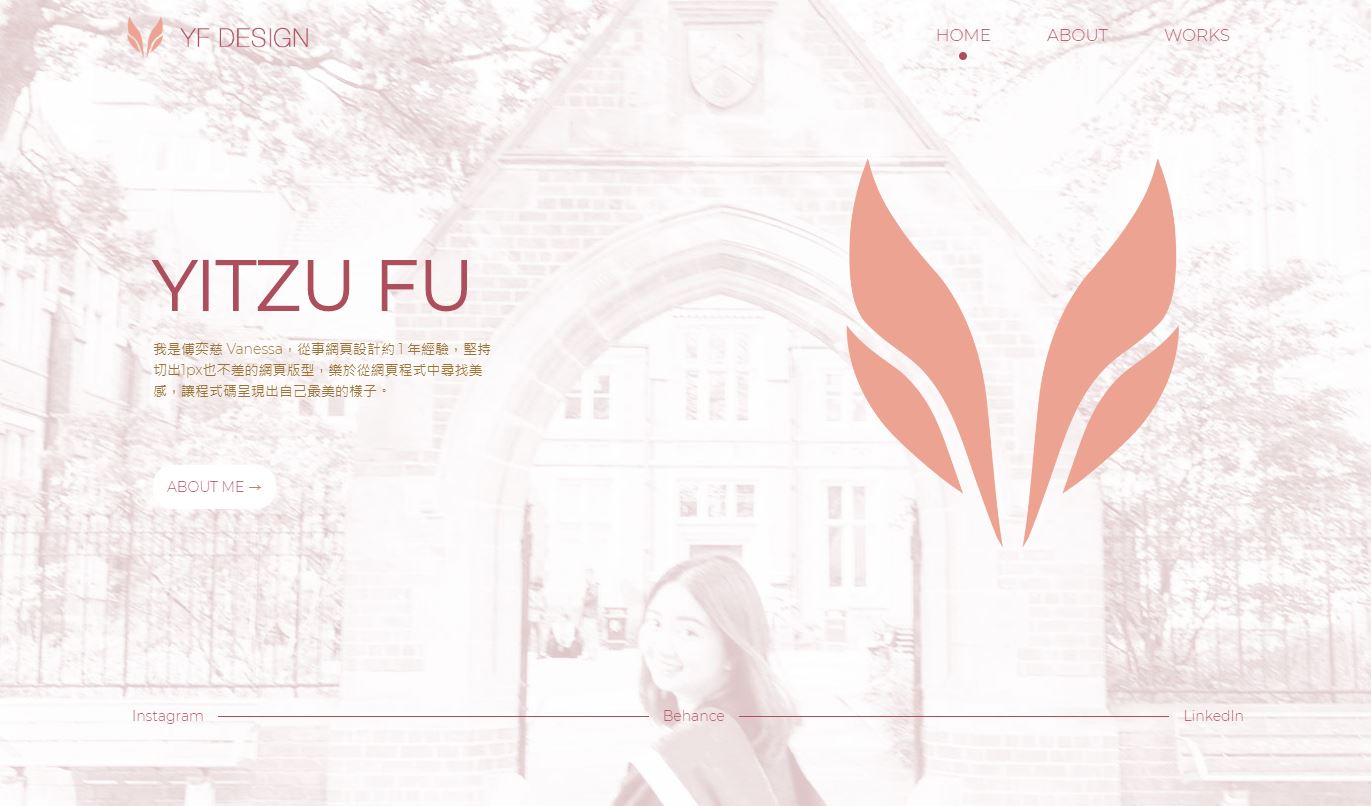 YF DESIGN
HOME
ABOUT
WORKS
YITZU FU
我是傅奕慈 Vanessa，從事網頁設計約 1 年經驗，堅持
切出1px也不差的網頁版型，樂於從網頁程式中尋找美
感，讓程式碼呈現出自己最美的樣子。
ABOUT ME →
Instagram
Behance
LinkedIn